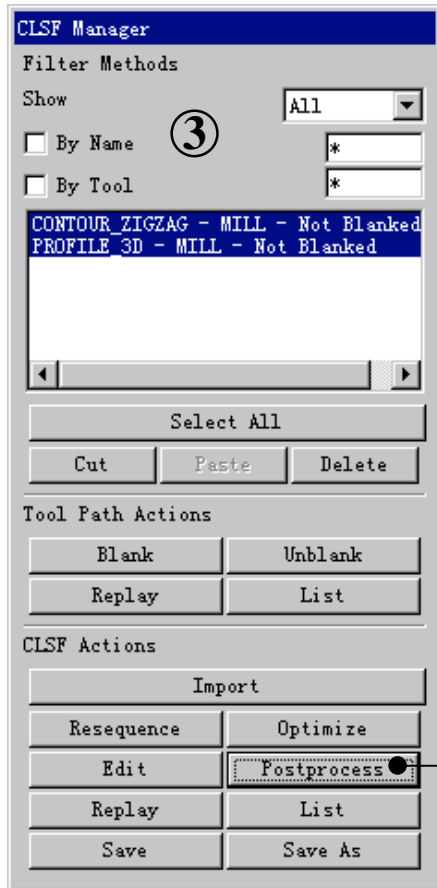 CLSF Manager
Filter Methods
Show All
③
By Name *
By Tool *
CONTOUR_ZIGZAG - MILL - Not Blanked
PROFILE_3D - MILL - Not Blanked
Select All
Cut Paste Delete
Tool Path Actions
Blank Unblank
Replay List
CLSF Actions
Import
Resequence Optimize
Edit Postprocess
Replay List
Save Save As